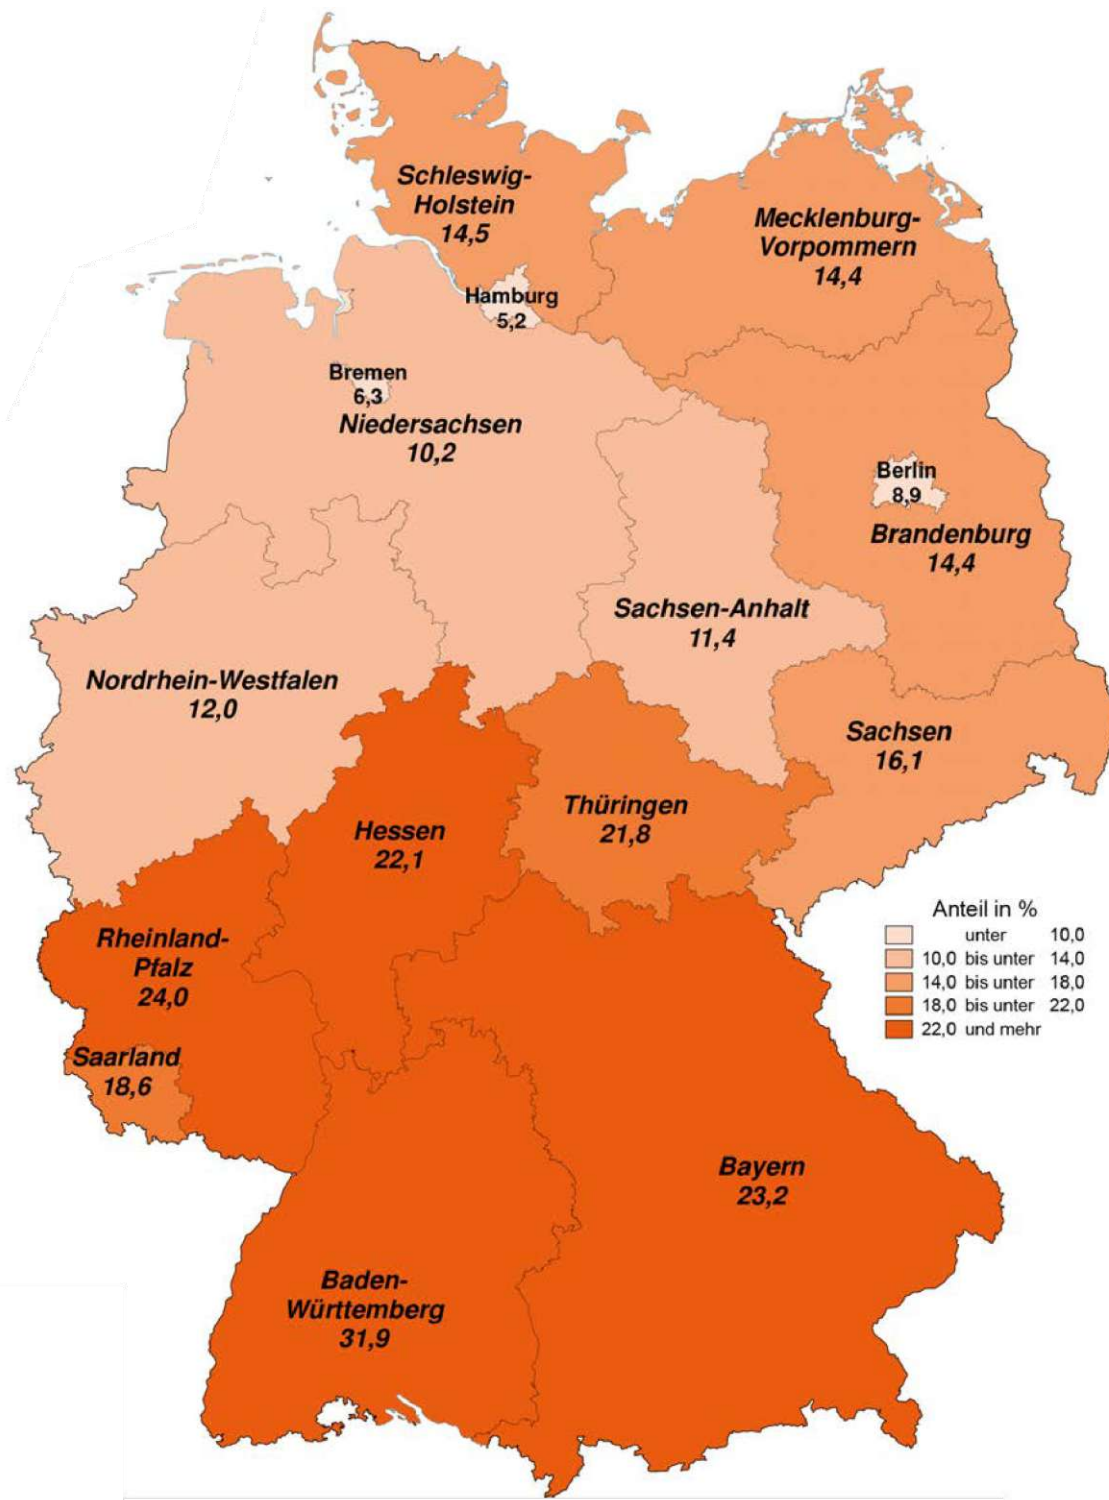 Schleswig-
Holstein
14,5
Mecklenburg-
Vorpommern
14,4
Hamburg
5,2
Bremen
6,3
Niedersachsen
10,2
Berlin
8,9
Brandenburg
14,4
Sachsen-Anhalt
11,4
Nordrhein-Westfalen
12,0
Sachsen
16,1
Thüringen
21,8
Hessen
22,1
Rheinland-
Pfalz
24,0
Saarland
18,6
Bayern
23,2
Baden-
Württemberg
31,9
Anteil in %
unter 10,0
10,0 bis unter 14,0
14,0 bis unter 18,0
18,0 bis unter 22,0
22,0 und mehr